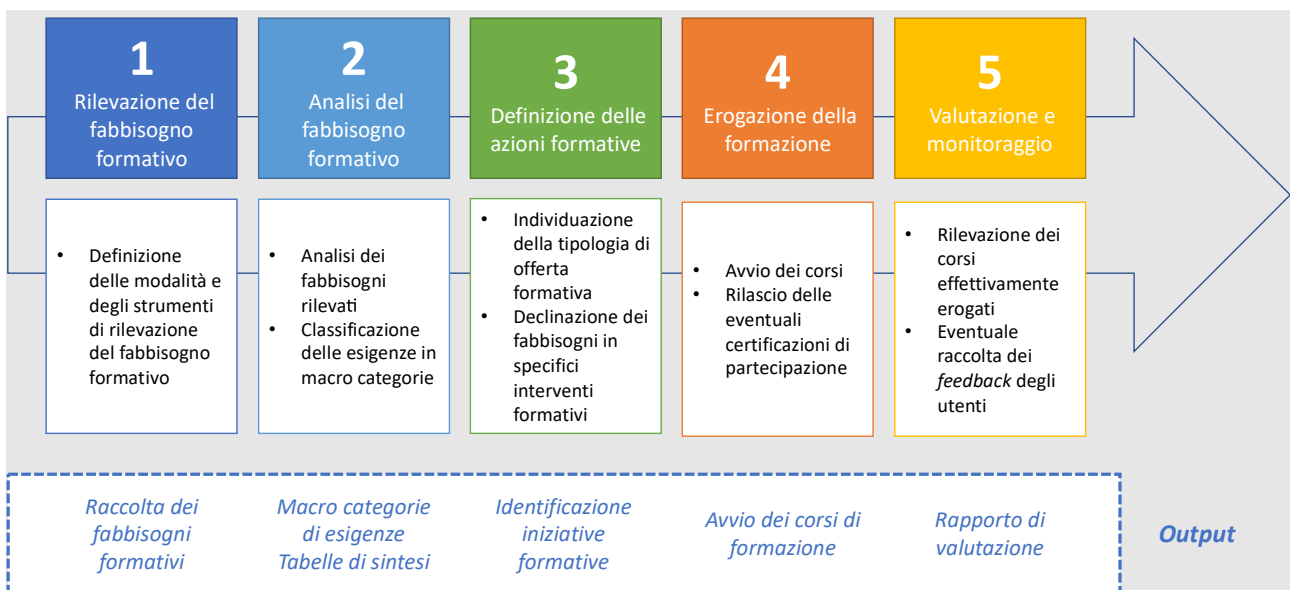 1
Rilevazione del
fabbisogno
formativo
2
Analisi del
fabbisogno
formativo
3
Definizione delle
azioni formative
4
Erogazione della
formazione
5
Valutazione e
monitoraggio
• Definizione
delle modalità e
degli strumenti
di rilevazione
del fabbisogno
formativo
• Analisi dei
fabbisogni
rilevati
• Classificazione
delle esigenze in
macro categorie
• Individuazione
della tipologia di
offerta
formativa
• Declinazione dei
fabbisogni in
specifici
interventi
formativi
• Avvio dei corsi
• Rilascio delle
eventuali
certificazioni di
partecipazione
• Rilevazione dei
corsi
effettivamente
erogati
• Eventuale
raccolta dei
feedback degli
utenti
Raccolta dei
fabbisogni
formativi
Macro categorie
di esigenze
Tabelle di sintesi
Identificazione
iniziative
formative
Avvio dei corsi di
formazione
Rapporto di
valutazione
Output